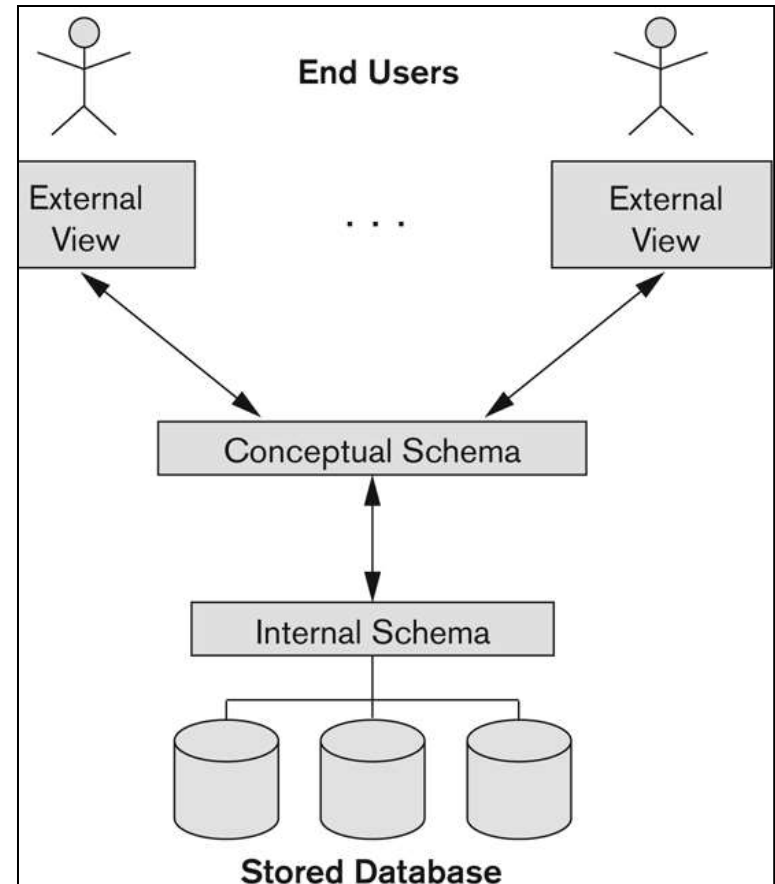 End Users
External
View
. . .
External
View
Conceptual Schema
Internal Schema
Stored Database